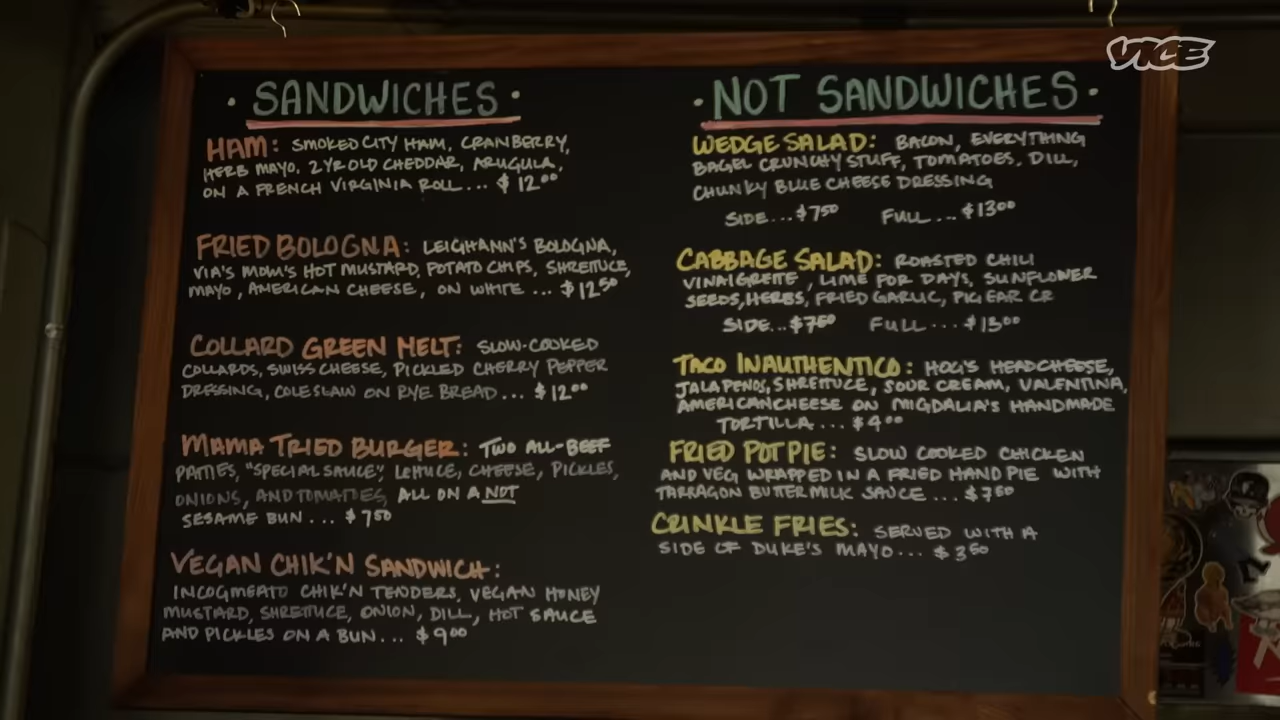 VICE
· SANDWICHES ·
HAM: SMOKED CITY HAM, CRANBERRY,
HERB MAYO, 2YR OLD CHEDDAR, ARUGULA,
ON A FRENCH VIRGINIA ROLL... $12.00
FRIED BOLOGNA: LEIGHANN'S BOLOGNA,
VIA'S MOM'S HOT MUSTARD, POTATO CHIPS, SHRETTUCE,
MAYO, AMERICAN CHEESE, ON WHITE ... $12.50
COLLARD GREEN MELT: SLOW-COOKED
COLLARDS, SWISS CHEESE, PICKLED CHERRY PEPPER
DRESSING, COLESLAW ON RYE BREAD... $12.00
MAMA TRIED BURGER: TWO ALL-BEEF
PATTIES, "SPECIAL SAUCE", LETTUCE, CHEESE, PICKLES,
ONIONS, AND TOMATOES, ALL ON A NOT
SESAME BUN... $7.50
VEGAN CHIK'N SANDWICH:
INCOGMEATO CHIK'N TENDERS, VEGAN HONEY
MUSTARD, SHRETTUCE, ONION, DILL, HOT SAUCE
AND PICKLES ON A BUN... $9.00
· NOT SANDWICHES ·
WEDGE SALAD: BACON, EVERYTHING
BAGEL CRUNCHY STUFF, TOMATOES, DILL,
CHUNKY BLUE CHEESE DRESSING
SIDE...$7.50 FULL...$13.00
CABBAGE SALAD: ROASTED CHILI
VINAIGRETTE, LIME FOR DAYS, SUNFLOWER
SEEDS, HERBS, FRIED GARLIC, PIG EAR CR
SIDE...$7.50 FULL...$13.00
TACO INAUTHENTICO: HOG'S HEADCHEESE,
JALAPENOS, SHRETTUCE, SOUR CREAM, VALENTINA,
AMERICAN CHEESE ON MIGDALIA'S HANDMADE
TORTILLA... $4.00
FRIED POT PIE: SLOW COOKED CHICKEN
AND VEG WRAPPED IN A FRIED HAND PIE WITH
TARRAGON BUTTERMILK SAUCE ... $7.50
CRINKLE FRIES: SERVED WITH A
SIDE OF DUKE'S MAYO... $3.50